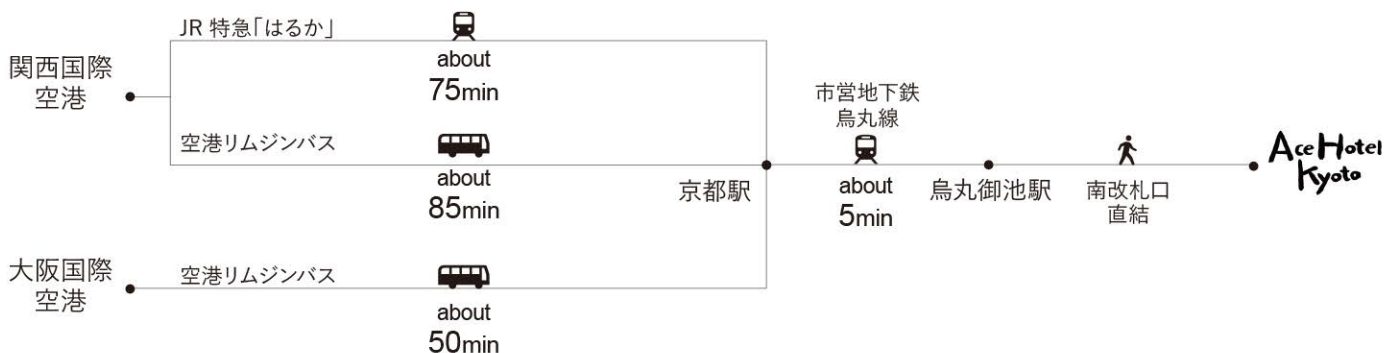 関西国際
空港
JR 特急「はるか」
about
75min
空港リムジンバス
about
85min
大阪国際
空港
空港リムジンバス
about
50min
京都駅
市営地下鉄
烏丸線
about
5min
烏丸御池駅
南改札口
直結
Ace Hotel
Kyoto